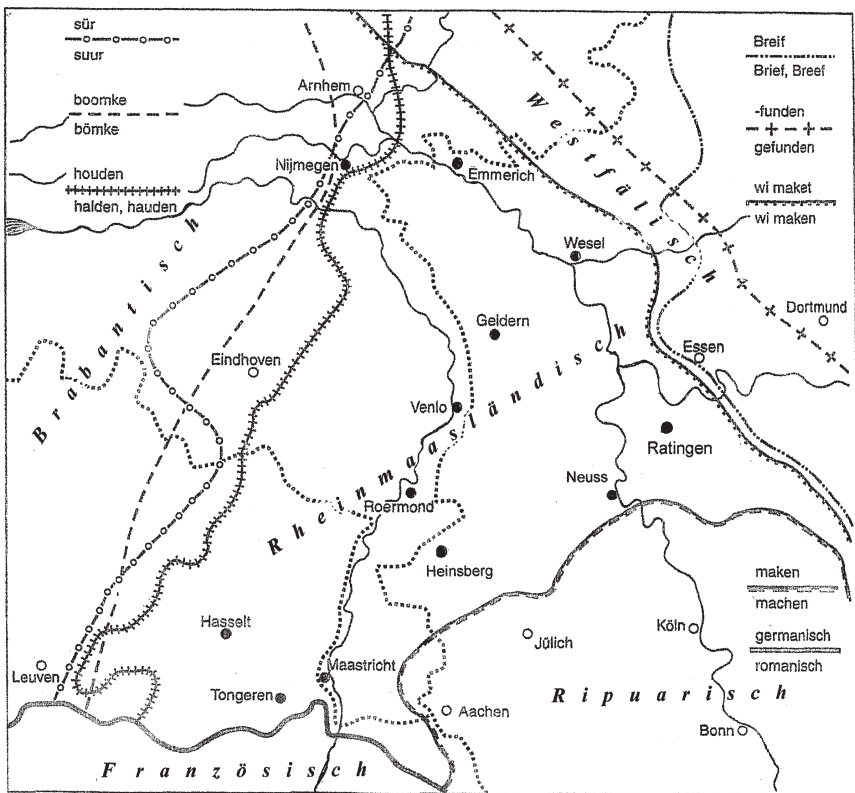 sür
suur
boomke
bömke
houden
halden, hauden
Breif
Brief, Breef
-funden
gefunden
wi maket
wi maken
Arnhem
Nijmegen
Emmerich
Westfälisch
Wesel
Brabantisch
Geldern
Dortmund
Eindhoven
Essen
Venlo
Ratingen
Rheinmaasländisch
Neuss
Roermond
Heinsberg
maken
machen
germanisch
romanisch
Hasselt
Jülich
Köln
Leuven
Maastricht
Tongeren
Aachen
Ripuarisch
Bonn
Französisch